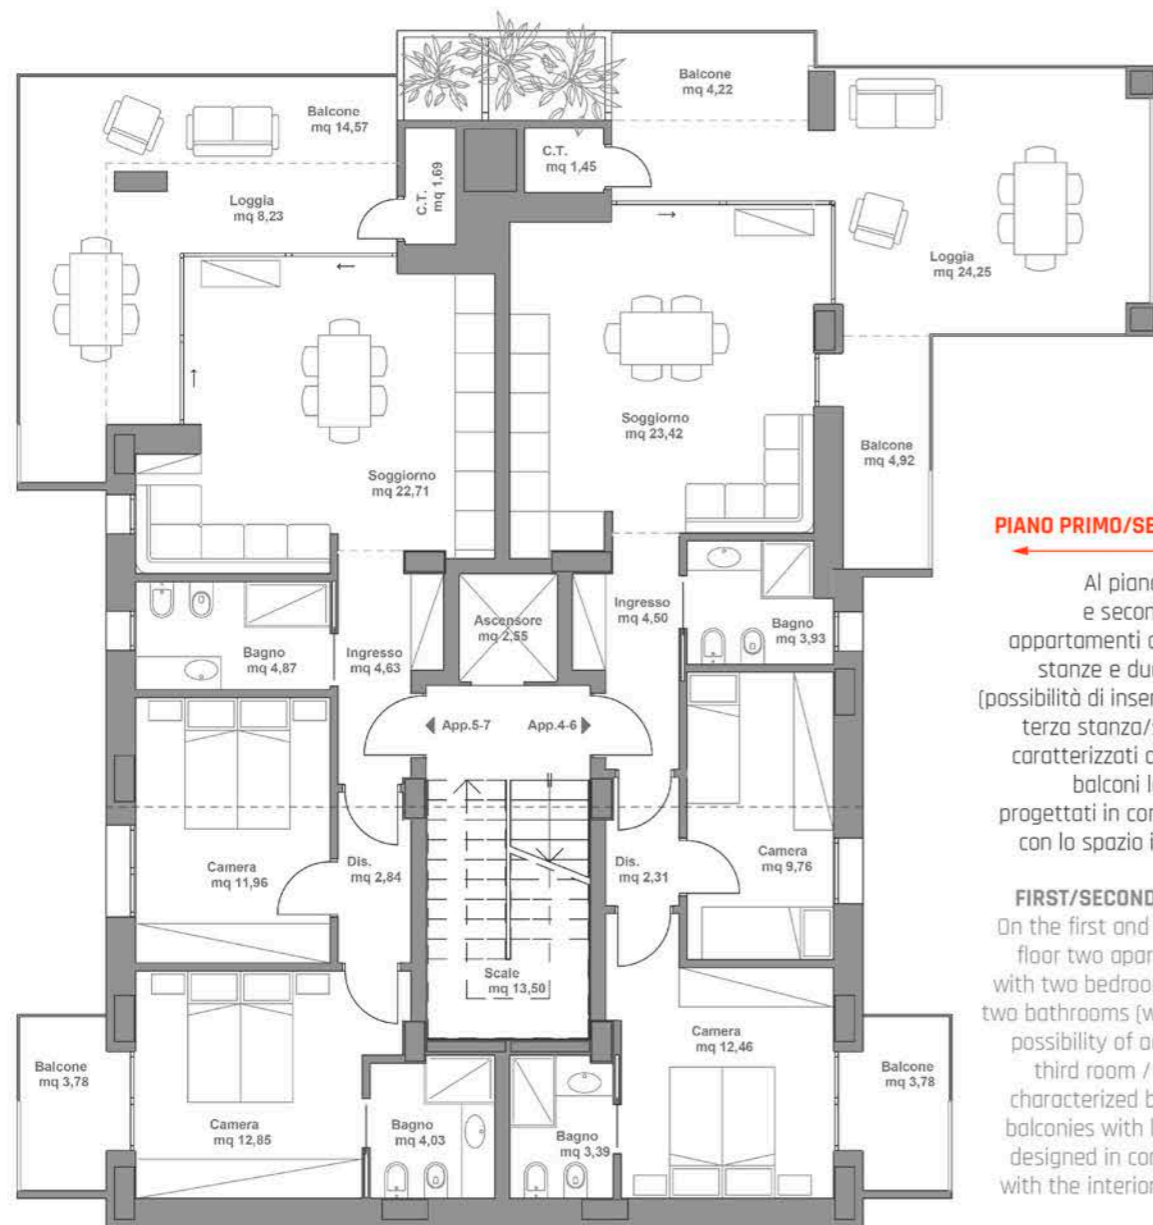 Balcone
mq 4,22
Balcone
mq 14,57
C.T.
mq 1,45
C.T.
mq 1,69
Loggia
mq 8,23
Loggia
mq 24,25
Soggiorno
mq 23,42
Balcone
mq 4,92
Soggiorno
mq 22,71
Ascensore
mq 2,55
Ingresso
mq 4,50
Bagno
mq 3,93
Bagno
mq 4,87
Ingresso
mq 4,63
App.5-7
App.4-6
Camera
mq 11,96
Dis.
mq 2,84
Dis.
mq 2,31
Camera
mq 9,76
Scale
mq 13,50
Camera
mq 12,46
Balcone
mq 3,78
Balcone
mq 3,78
Camera
mq 12,85
Bagno
mq 4,03
Bagno
mq 3,39
PIANO PRIMO/SE
Al piano
e secon
appartamenti
stanze e du
(possibilità di inser
terza stanza/
caratterizzati
balconi l
progettati in con
con lo spazio i
FIRST/SECOND
On the first and
floor two apar
with two bedroo
two bathrooms (w
possibility of a
third room /
characterized b
balconies with l
designed in con
with the interior